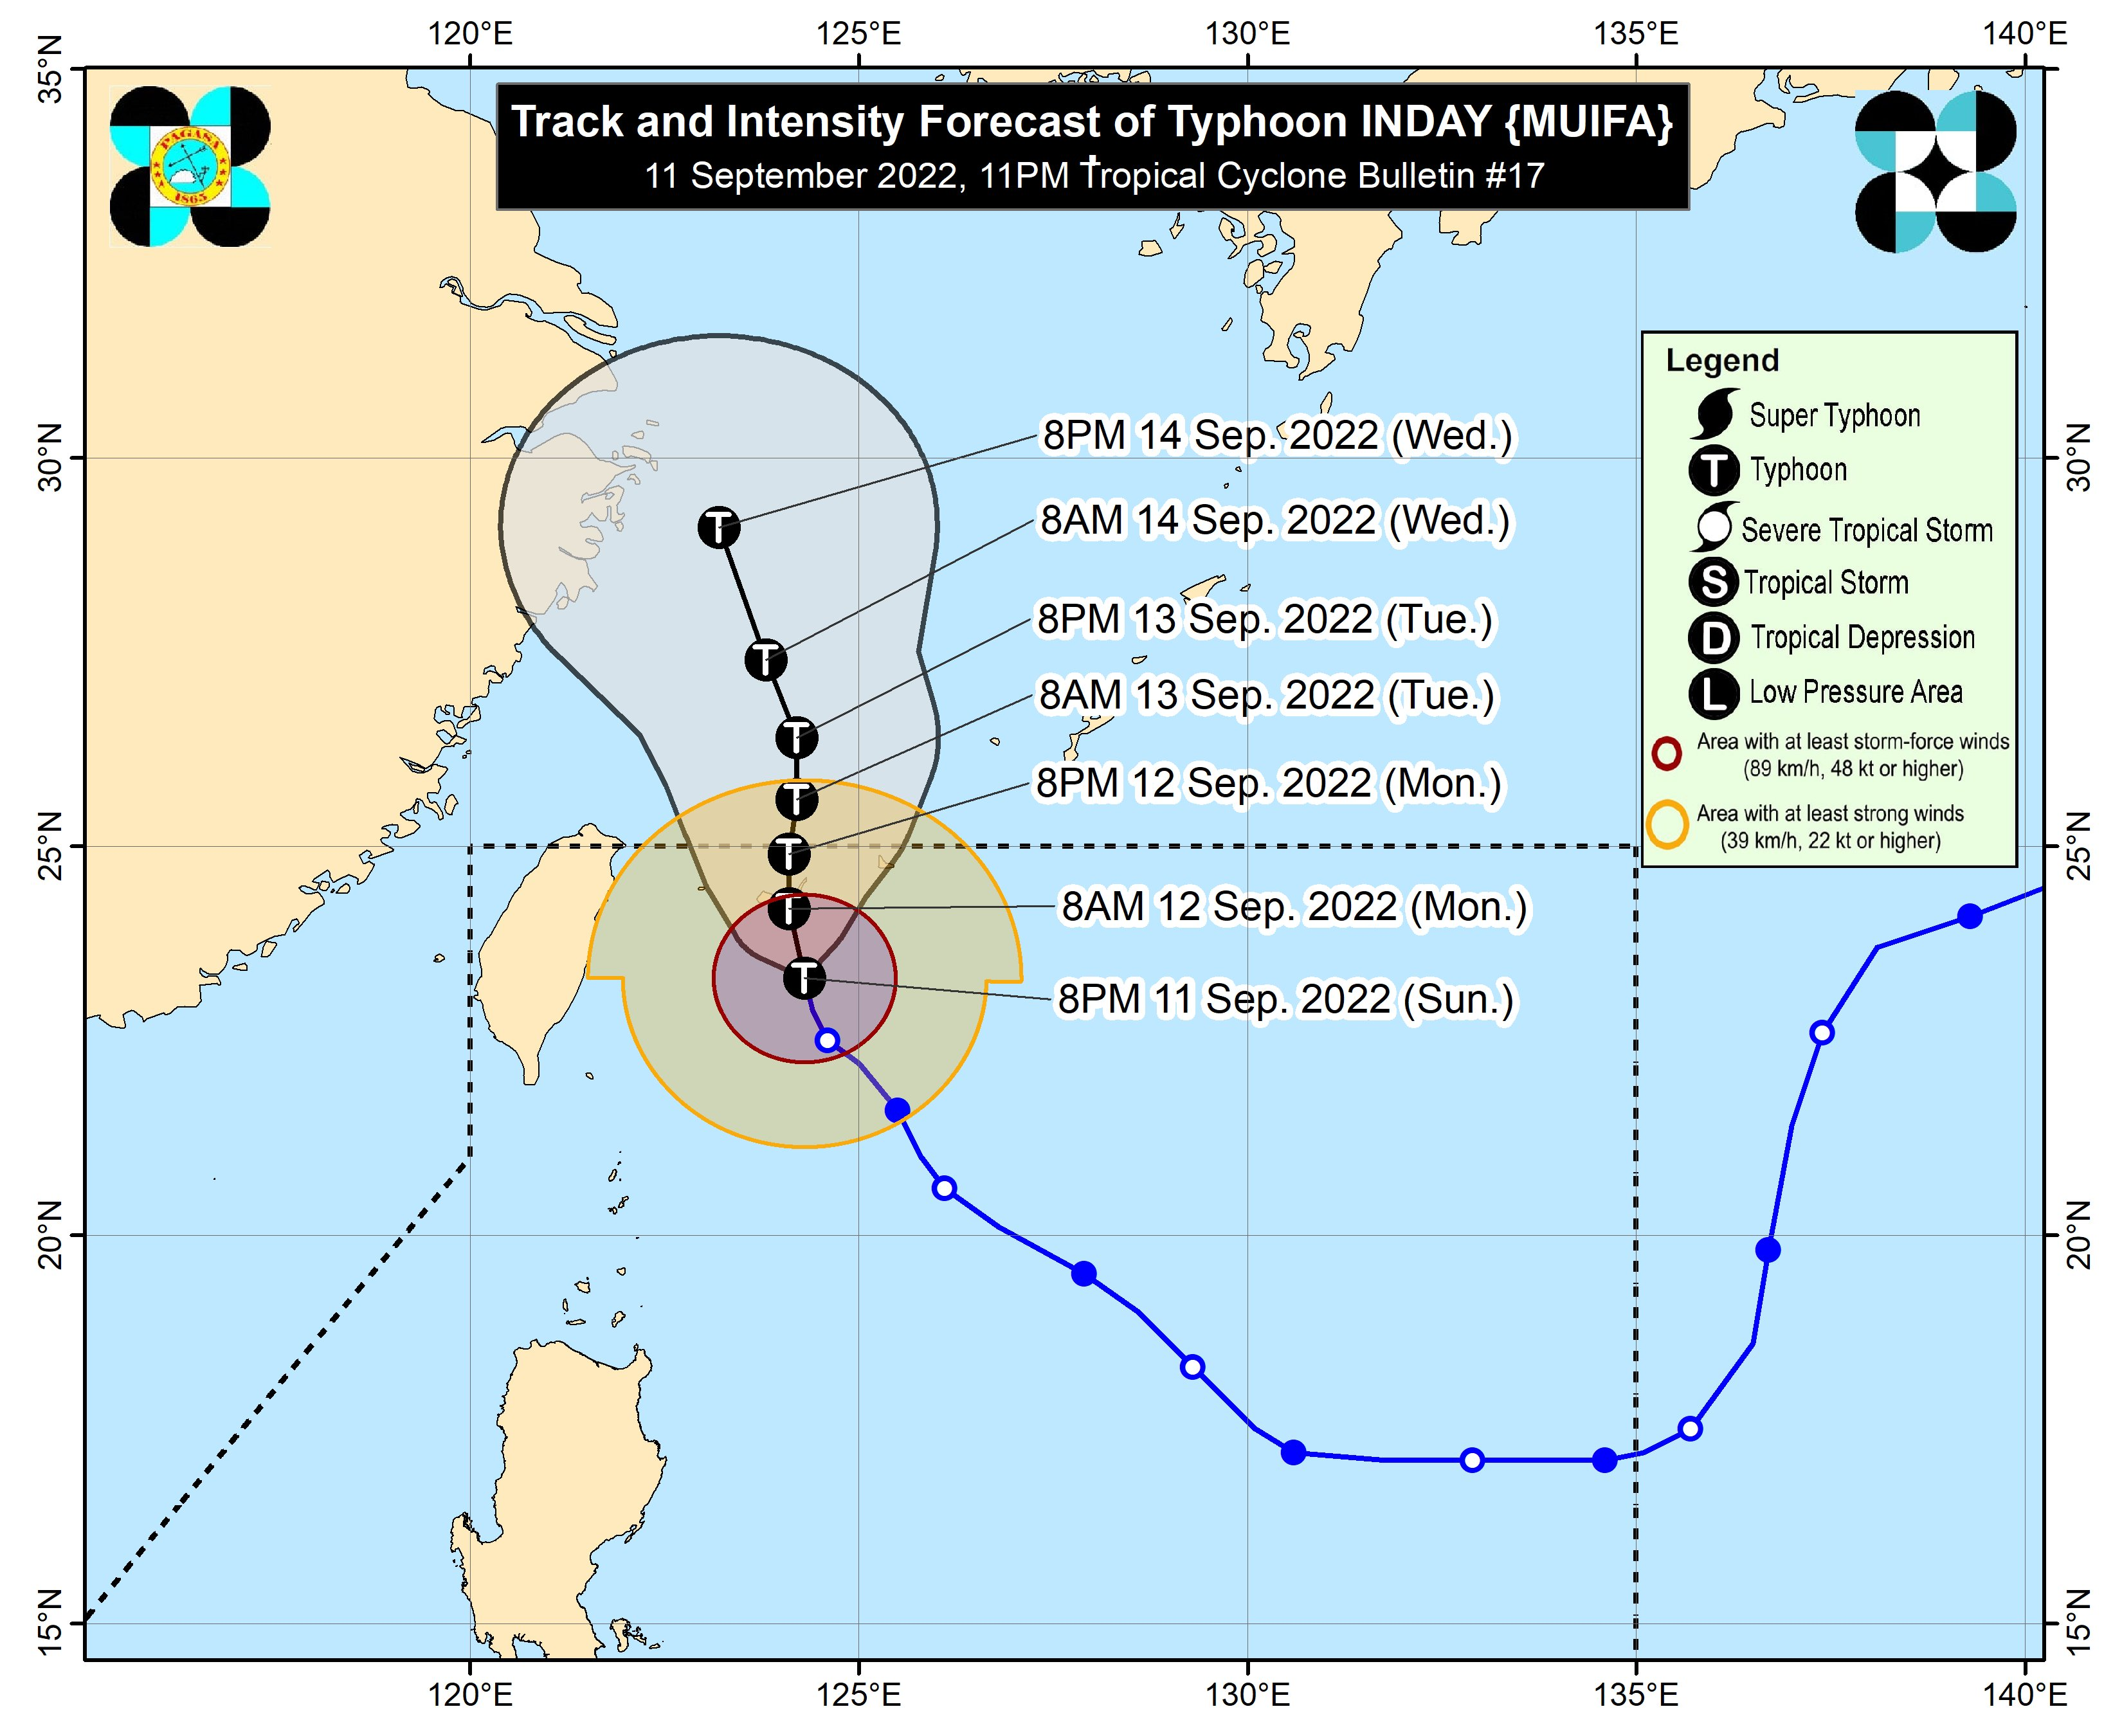 120°E 125°E 130°E 135°E 140°E
35°N
Track and Intensity Forecast of Typhoon INDAY {MUIFA}
11 September 2022, 11PM Tropical Cyclone Bulletin #17
PAGASA
1865
Legend
Super Typhoon
T Typhoon
Severe Tropical Storm
S Tropical Storm
D Tropical Depression
L Low Pressure Area
Area with at least storm-force winds
(89 km/h, 48 kt or higher)
Area with at least strong winds
(39 km/h, 22 kt or higher)
8PM 14 Sep. 2022 (Wed.)
30°N 30°N
8AM 14 Sep. 2022 (Wed.)
T
8PM 13 Sep. 2022 (Tue.)
T
8AM 13 Sep. 2022 (Tue.)
T
8PM 12 Sep. 2022 (Mon.)
T
25°N 25°N
T
8AM 12 Sep. 2022 (Mon.)
T
8PM 11 Sep. 2022 (Sun.)
T
20°N 20°N
15°N 15°N
120°E 125°E 130°E 135°E 140°E